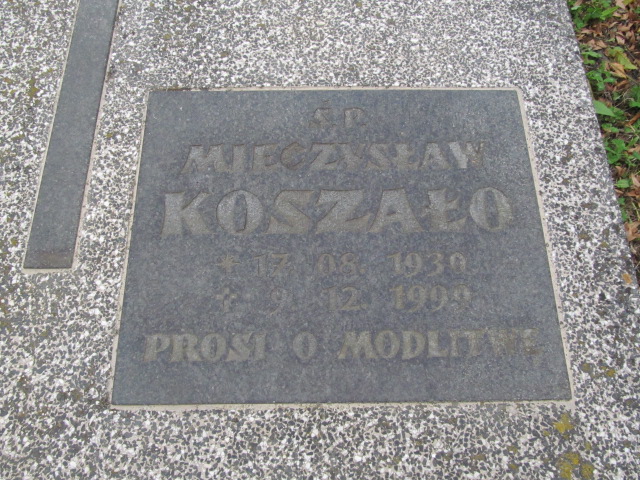 Ś.P.
MIECZYSŁAW
KOSZAŁO
* 17. 08. 1930
† 9. 12. 1999
PROSI O MODLITWĘ